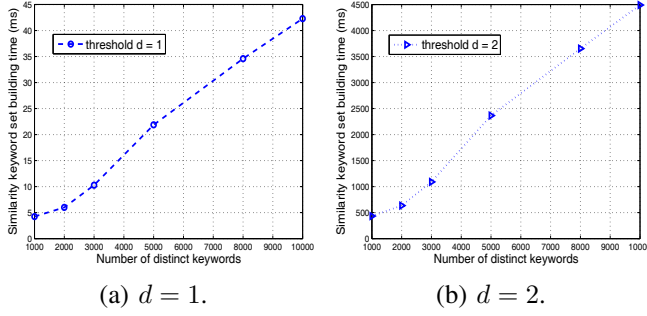 45
40
35
30
25
20
15
10
5
0
Similarity keyword set building time (ms)
threshold d = 1
1000 2000 3000 4000 5000 6000 7000 8000 9000 10000
Number of distinct keywords
(a) d = 1.
4500
4000
3500
3000
2500
2000
1500
1000
500
0
Similarity keyword set building time (ms)
threshold d = 2
1000 2000 3000 4000 5000 6000 7000 8000 9000 1000
Number of distinct keywords
(b) d = 2.